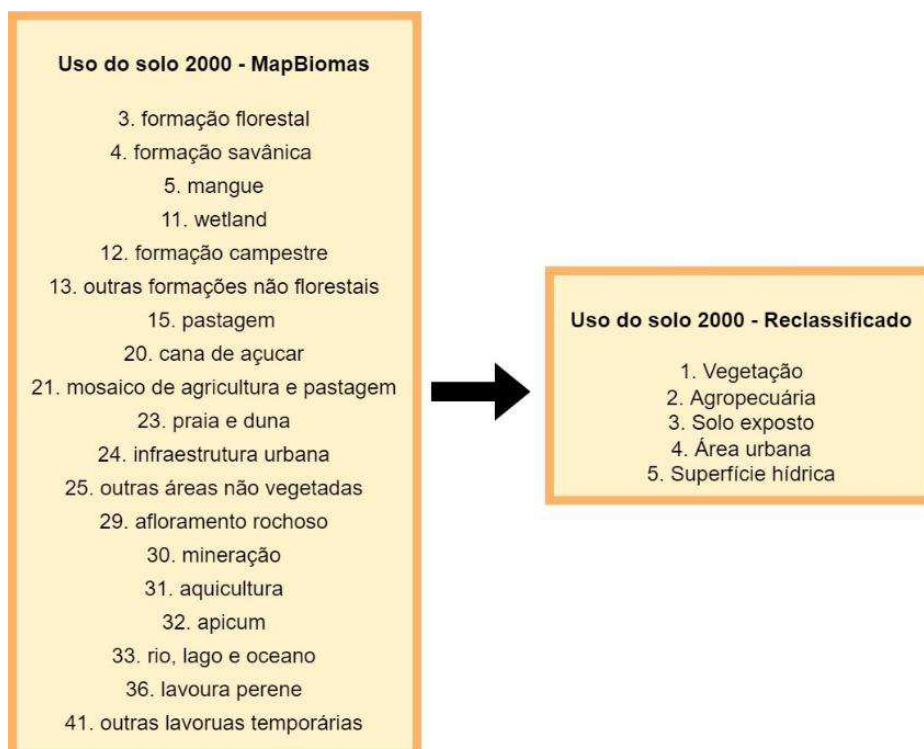 Uso do solo 2000 - MapBiomas
3. formação florestal
4. formação savânica
5. mangue
11. wetland
12. formação campestre
13. outras formações não florestais
15. pastagem
20. cana de açucar
21. mosaico de agricultura e pastagem
23. praia e duna
24. infraestrutura urbana
25. outras áreas não vegetadas
29. afloramento rochoso
30. mineração
31. aquicultura
32. apicum
33. rio, lago e oceano
36. lavoura perene
41. outras lavoruas temporárias
Uso do solo 2000 - Reclassificado
1. Vegetação
2. Agropecuária
3. Solo exposto
4. Área urbana
5. Superfície hídrica